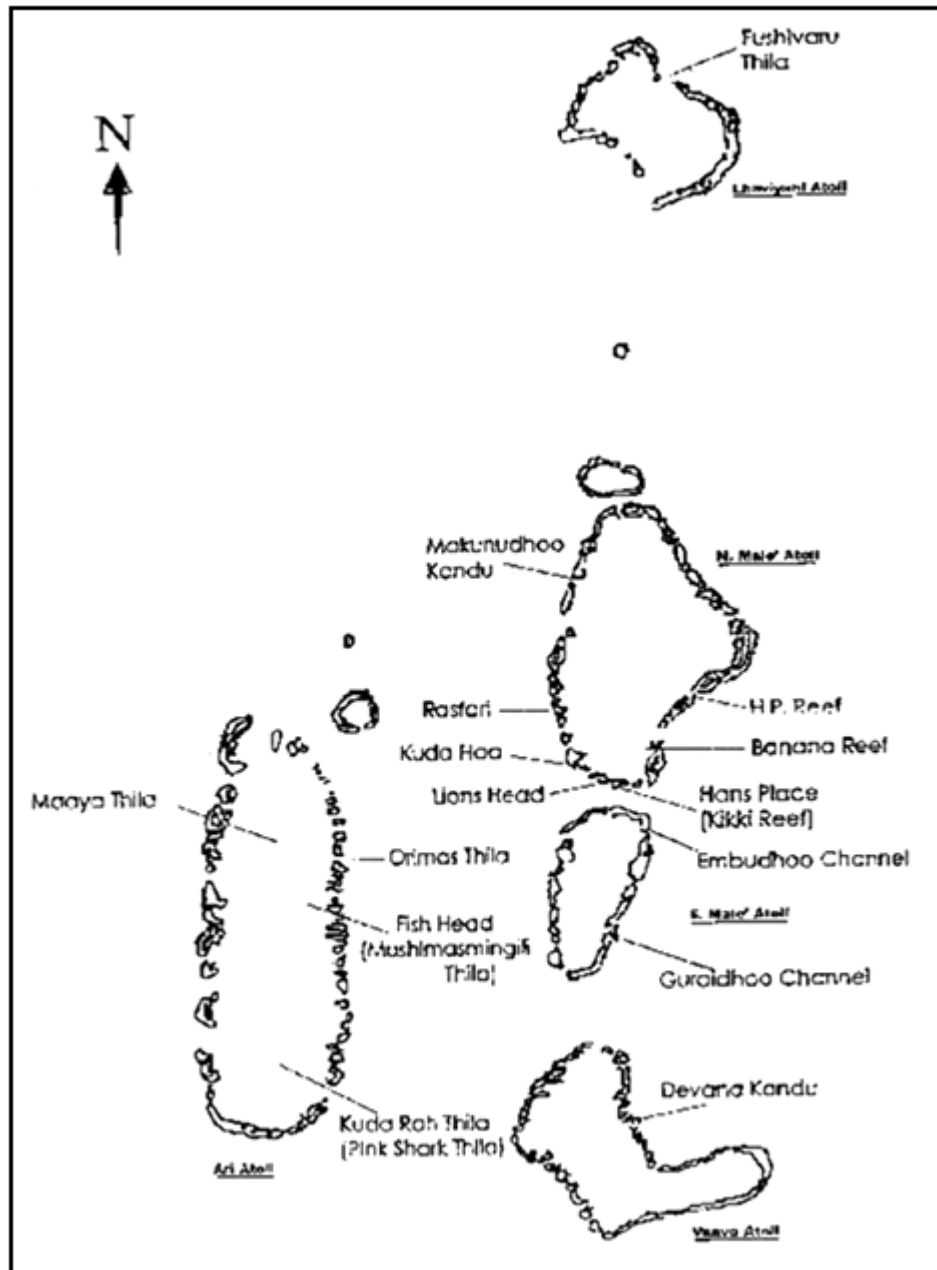 Fushivaru
Thila
N
Lhaviyani Atoll
Makunudhoo
Kandu
N. Male' Atoll
Rasfari
H.P. Reef
Kuda Haa
Banana Reef
Lions Head
Hans Place
(Kikki Reef)
Maaya Thila
Orimas Thila
Embudhoo Channel
Fish Head
(Mushimasmingili
Thila)
S. Male' Atoll
Guraidhoo Channel
Devana Kandu
Kuda Rah Thila
(Pink Shark Thila)
Ari Atoll
Vaavu Atoll